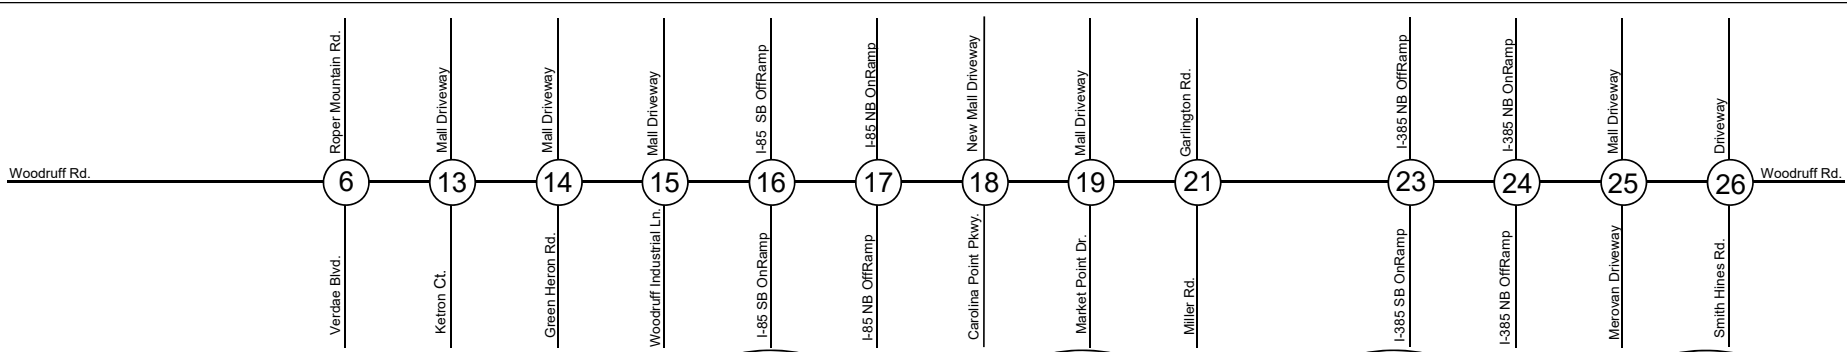 Roper Mountain Rd.
Mall Driveway
Mall Driveway
Mall Driveway
I-85  SB OffRamp
I-85 NB OnRamp
New Mall Driveway
Mall Driveway
Garlington Rd.
I-385 NB OffRamp
I-385 NB OnRamp
Mall Driveway
Driveway
Woodruff Rd.
6
13
14
15
16
17
18
19
21
23
24
25
26
Woodruff Rd.
Verdae Blvd.
Ketron Ct.
Green Heron Rd.
Woodruff Industrial Ln.
I-85 SB OnRamp
I-85 NB OffRamp
Carolina Point Pkwy.
Market Point Dr.
Miller Rd.
I-385 SB OnRamp
I-385 NB OffRamp
Merovan Driveway
Smith Hines Rd.